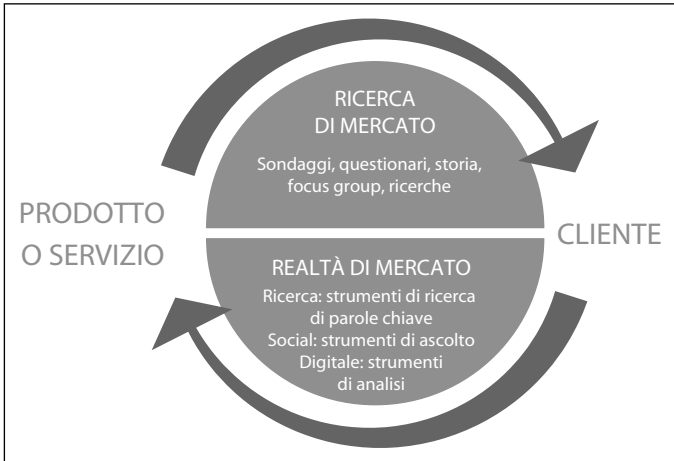 RICERCA
DI MERCATO
Sondaggi, questionari, storia,
focus group, ricerche
PRODOTTO
O SERVIZIO
CLIENTE
REALTÀ DI MERCATO
Ricerca: strumenti di ricerca
di parole chiave
Social: strumenti di ascolto
Digitale: strumenti
di analisi